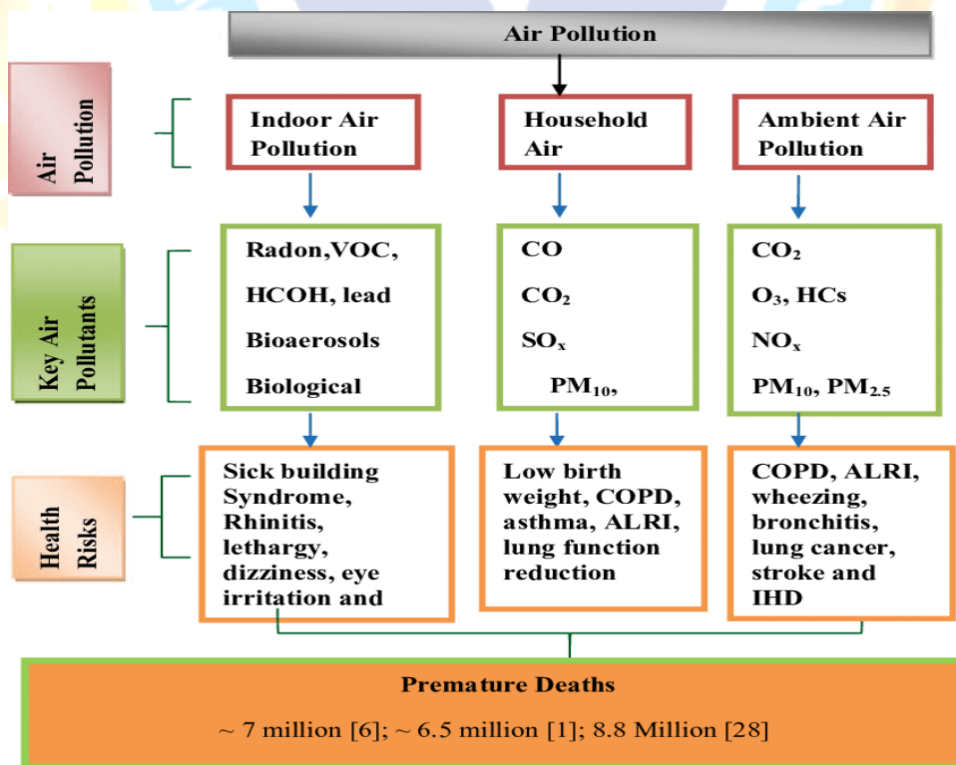 Air Pollution
Air
Pollution
Indoor Air
Pollution
Household
Air
Ambient Air
Pollution
Key Air
Pollutants
Radon,VOC,
HCOH, lead
Bioaerosols
Biological
CO
CO₂
SOₓ
PM₁₀,
CO₂
O₃, HCs
NOₓ
PM₁₀, PM₂.₅
Health
Risks
Sick building
Syndrome,
Rhinitis,
lethargy,
dizziness, eye
irritation and
Low birth
weight, COPD,
asthma, ALRI,
lung function
reduction
COPD, ALRI,
wheezing,
bronchitis,
lung cancer,
stroke and
IHD
Premature Deaths
~ 7 million [6]; ~ 6.5 million [1]; 8.8 Million [28]